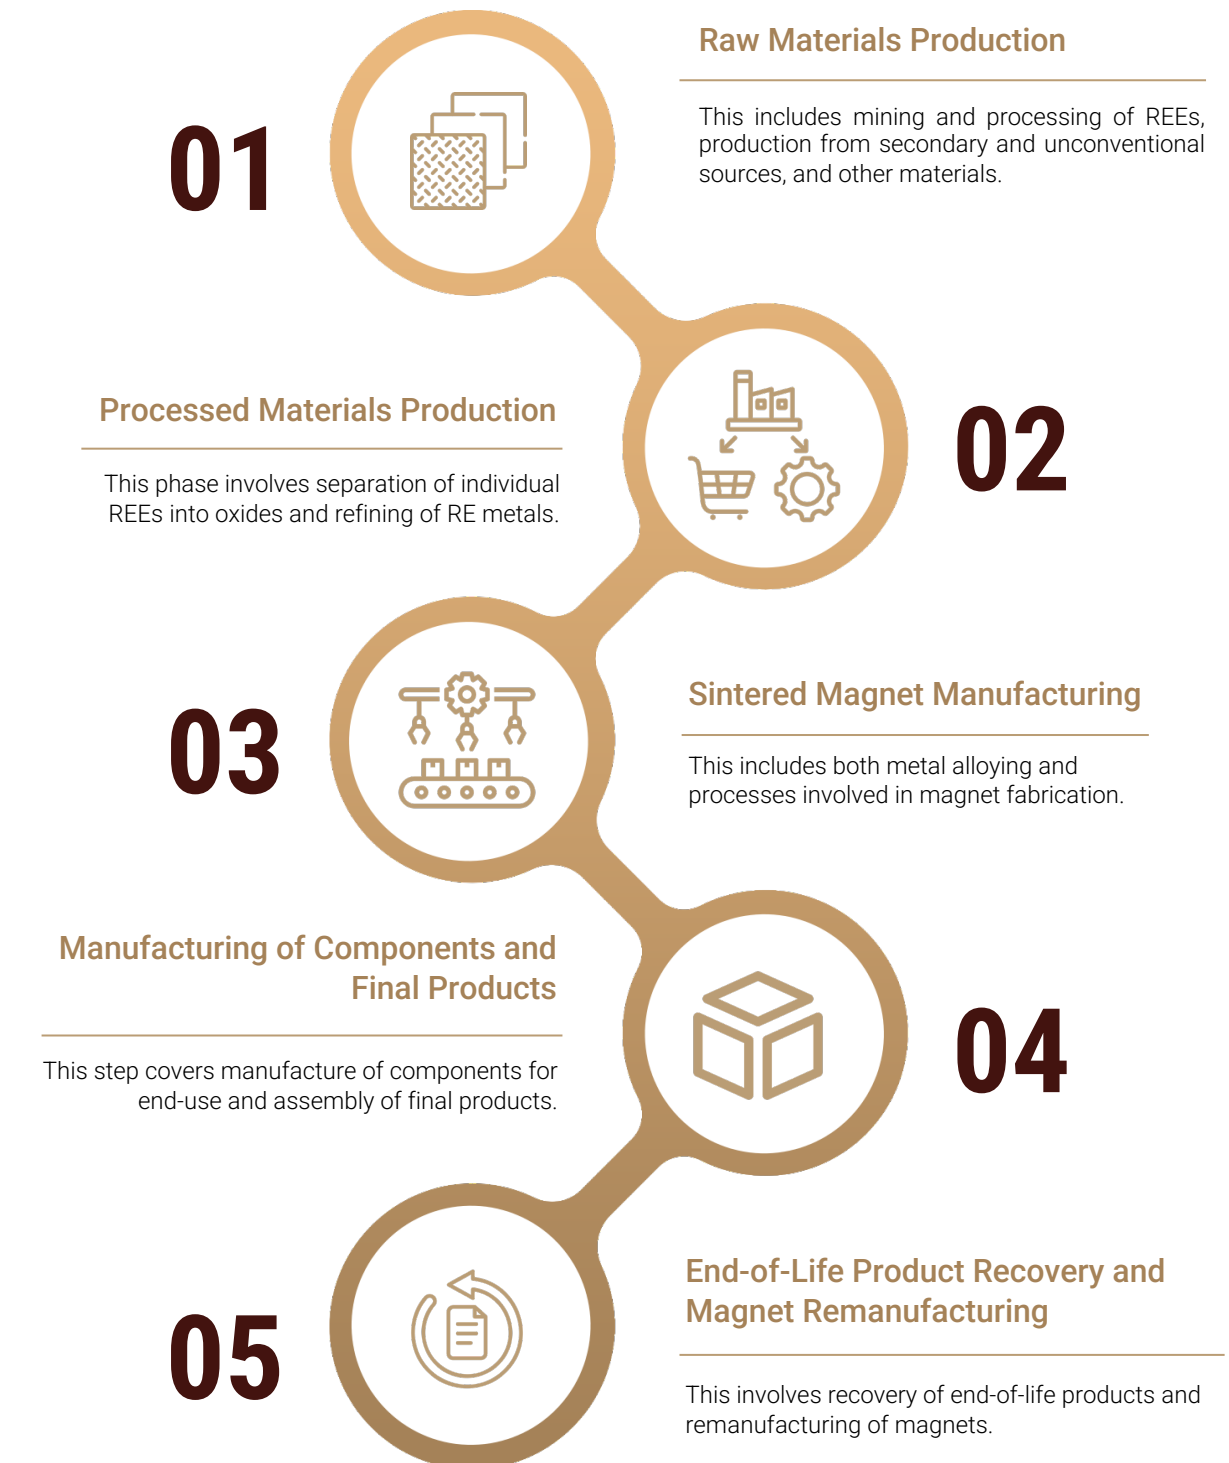 01
Raw Materials Production
This includes mining and processing of REEs,
production from secondary and unconventional
sources, and other materials.
Processed Materials Production
This phase involves separation of individual
REEs into oxides and refining of RE metals.
02
03
Sintered Magnet Manufacturing
This includes both metal alloying and
processes involved in magnet fabrication.
Manufacturing of Components and
Final Products
This step covers manufacture of components for
end-use and assembly of final products.
04
05
End-of-Life Product Recovery and
Magnet Remanufacturing
This involves recovery of end-of-life products and
remanufacturing of magnets.